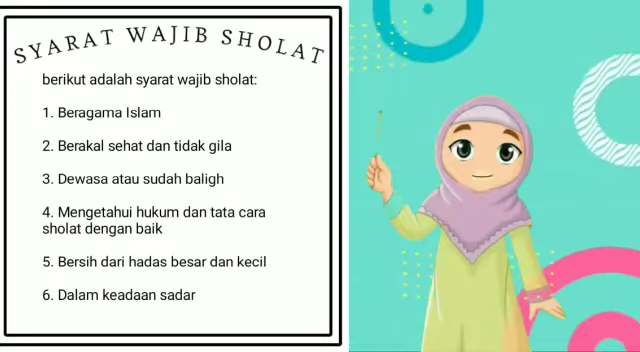 SYARAT WAJIB SHOLAT
berikut adalah syarat wajib sholat:
1. Beragama Islam
2. Berakal sehat dan tidak gila
3. Dewasa atau sudah baligh
4. Mengetahui hukum dan tata cara
sholat dengan baik
5. Bersih dari hadas besar dan kecil
6. Dalam keadaan sadar